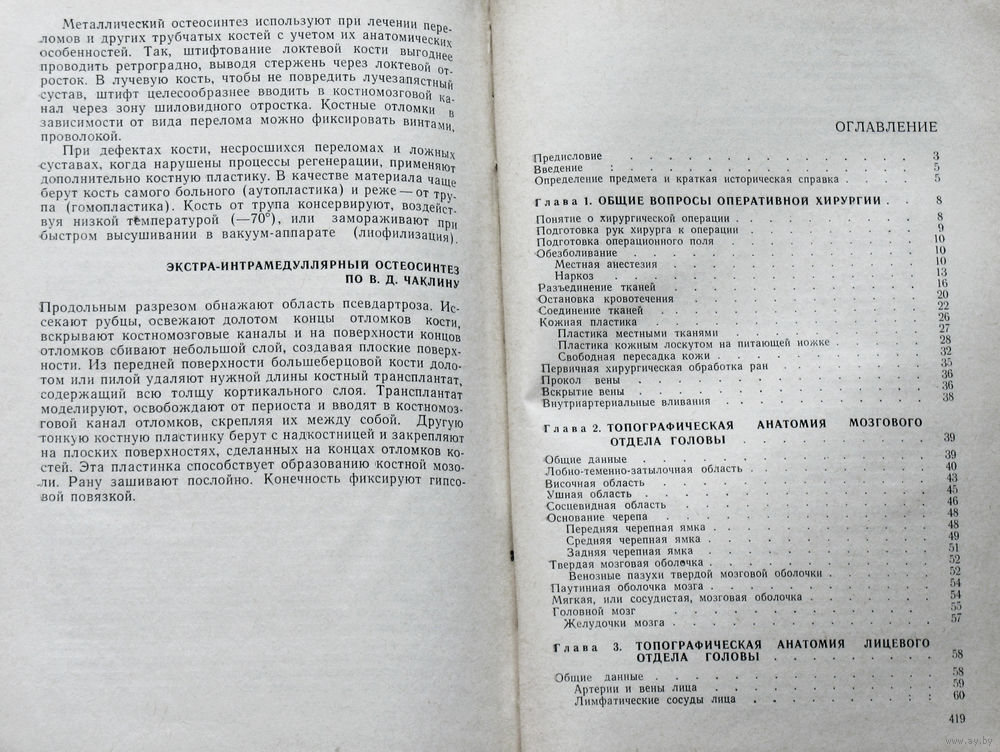 Металлический остеосинтез используют при лечении пере-
ломов и других трубчатых костей с учетом их анатомических
особенностей. Так, штифтование локтевой кости выгоднее
проводить ретроградно, выводя стержень через локтевой от-
росток. В лучевую кость, чтобы не повредить лучезапястный
сустав, штифт целесообразнее вводить в костномозговой ка-
нал через зону шиловидного отростка. Костные отломки в
зависимости от вида перелома можно фиксировать винтами,
проволокой.
При дефектах кости, несросшихся переломах и ложных
суставах, когда нарушены процессы регенерации, применяют
дополнительно костную пластику. В качестве материала чаще
берут кость самого больного (аутопластика) и реже — от тру-
па (гомопластика). Кость от трупа консервируют, воздейст-
вуя низкой температурой (—70°), или замораживают при
быстром высушивании в вакуум-аппарате (лиофилизация).
ЭКСТРА-ИНТРАМЕДУЛЛЯРНЫЙ ОСТЕОСИНТЕЗ
ПО В. Д. ЧАКЛИНУ
Продольным разрезом обнажают область псевдартроза. Ис-
секают рубцы, освежают долотом концы отломков кости,
вскрывают костномозговые каналы и на поверхности концов
отломков сбивают небольшой слой, создавая плоские поверх-
ности. Из передней поверхности большеберцовой кости доло-
том или пилой удаляют нужной длины костный трансплантат,
содержащий всю толщу кортикального слоя. Трансплантат
моделируют, освобождают от периоста и вводят в костномоз-
говой канал отломков, скрепляя их между собой. Другую
тонкую костную пластинку берут с надкостницей и закрепляют
на плоских поверхностях, сделанных на концах отломков ко-
стей. Эта пластинка способствует образованию костной мозо-
ли. Рану зашивают послойно. Конечность фиксируют гипсо-
вой повязкой.
ОГЛАВЛЕНИЕ
Предисловие . . . . . . . . . . . . 3
Введение . . . . . . . . . . . . 5
Определение предмета и краткая историческая справка . . . . 5
Глава 1. ОБЩИЕ ВОПРОСЫ ОПЕРАТИВНОЙ ХИРУРГИИ . . 8
Понятие о хирургической операции . . . . . . . . 8
Подготовка рук хирурга к операции . . . . . . . . 9
Подготовка операционного поля . . . . . . . . 10
Обезболивание . . . . . . . . . . . . 10
Местная анестезия . . . . . . . . . . 10
Наркоз . . . . . . . . . . . . 13
Разъединение тканей . . . . . . . . . . 16
Остановка кровотечения . . . . . . . . . . 20
Соединение тканей . . . . . . . . . . 22
Кожная пластика . . . . . . . . . . 26
Пластика местными тканями . . . . . . . . 27
Пластика кожным лоскутом на питающей ножке . . . . 28
Свободная пересадка кожи . . . . . . . . 32
Первичная хирургическая обработка ран . . . . . . 35
Прокол вены . . . . . . . . . . . . 36
Вскрытие вены . . . . . . . . . . . . 36
Внутриартериальные вливания . . . . . . . . 38
Глава 2. ТОПОГРАФИЧЕСКАЯ АНАТОМИЯ МОЗГОВОГО
ОТДЕЛА ГОЛОВЫ . . . . . . . . 39
Общие данные . . . . . . . . . . . . 39
Лобно-теменно-затылочная область . . . . . . . . 40
Височная область . . . . . . . . . . 43
Ушная область . . . . . . . . . . . . 45
Сосцевидная область . . . . . . . . . . 46
Основание черепа . . . . . . . . . . 48
Передняя черепная ямка . . . . . . . . 48
Средняя черепная ямка . . . . . . . . 49
Задняя черепная ямка . . . . . . . . 51
Твердая мозговая оболочка . . . . . . . . 52
Венозные пазухи твердой мозговой оболочки . . . . 52
Паутинная оболочка мозга . . . . . . . . 54
Мягкая, или сосудистая, мозговая оболочка . . . . . . 54
Головной мозг . . . . . . . . . . . . 55
Желудочки мозга . . . . . . . . . . 57
Глава 3. ТОПОГРАФИЧЕСКАЯ АНАТОМИЯ ЛИЦЕВОГО
ОТДЕЛА ГОЛОВЫ . . . . . . . . 58
Общие данные . . . . . . . . . . . . 58
Артерии и вены лица . . . . . . . . 59
Лимфатические сосуды лица . . . . . . . . 60
419
www.ay.by